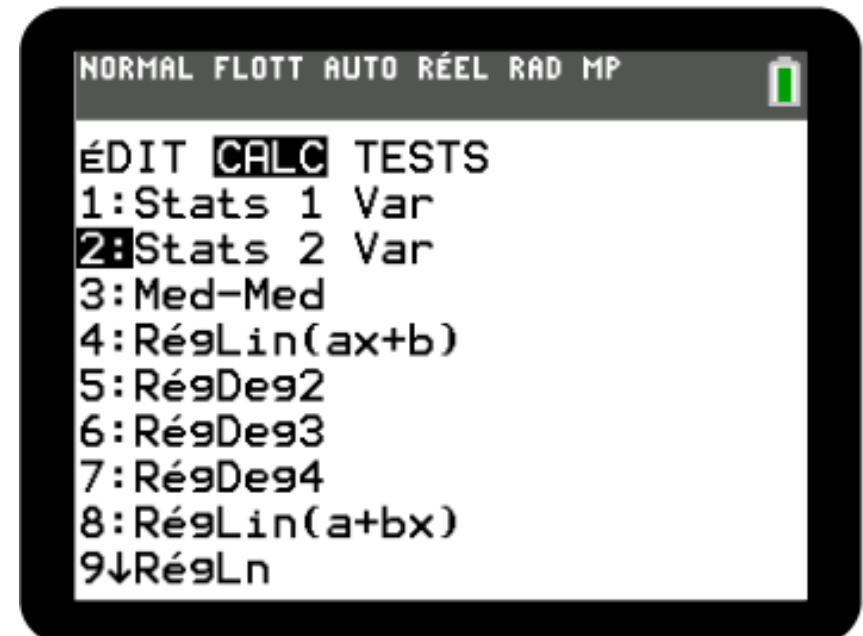 NORMAL FLOTT AUTO RÉEL RAD MP
éDIT CALC TESTS
1:Stats 1 Var
2:Stats 2 Var
3:Med-Med
4:RégLin(ax+b)
5:RégDeg2
6:RégDeg3
7:RégDeg4
8:RégLin(a+bx)
9↓RégLn